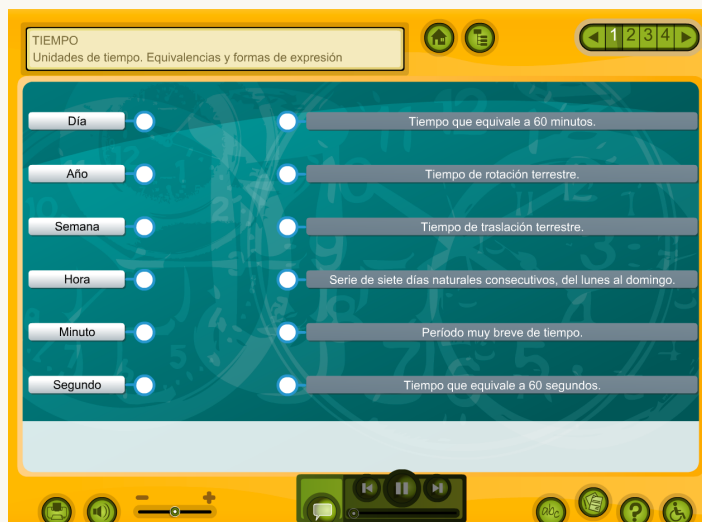 TIEMPO
Unidades de tiempo. Equivalencias y formas de expresión
1 2 3 4
Día
Tiempo que equivale a 60 minutos.
Año
Tiempo de rotación terrestre.
Semana
Tiempo de traslación terrestre.
Hora
Serie de siete días naturales consecutivos, del lunes al domingo.
Minuto
Período muy breve de tiempo.
Segundo
Tiempo que equivale a 60 segundos.
abc
?